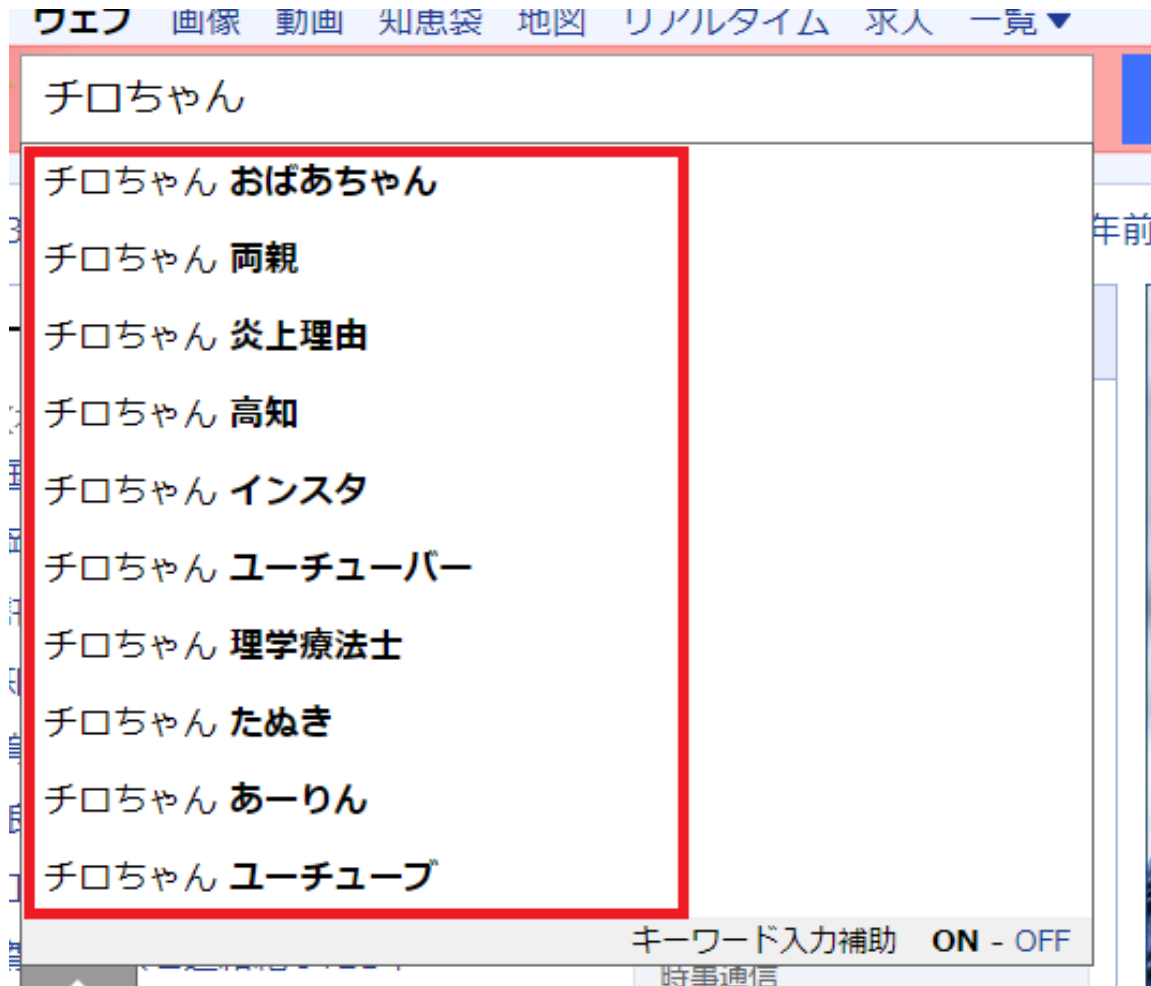 ウェブ 画像 動画 知恵袋 地図 リアルタイム 求人 一覧▼
チロちゃん
チロちゃん おばあちゃん
年前
チロちゃん 両親
チロちゃん 炎上理由
チロちゃん 高知
チロちゃん インスタ
チロちゃん ユーチューバー
チロちゃん 理学療法士
チロちゃん たぬき
チロちゃん あーりん
チロちゃん ユーチューブ
キーワード入力補助 ON - OFF
時事通信